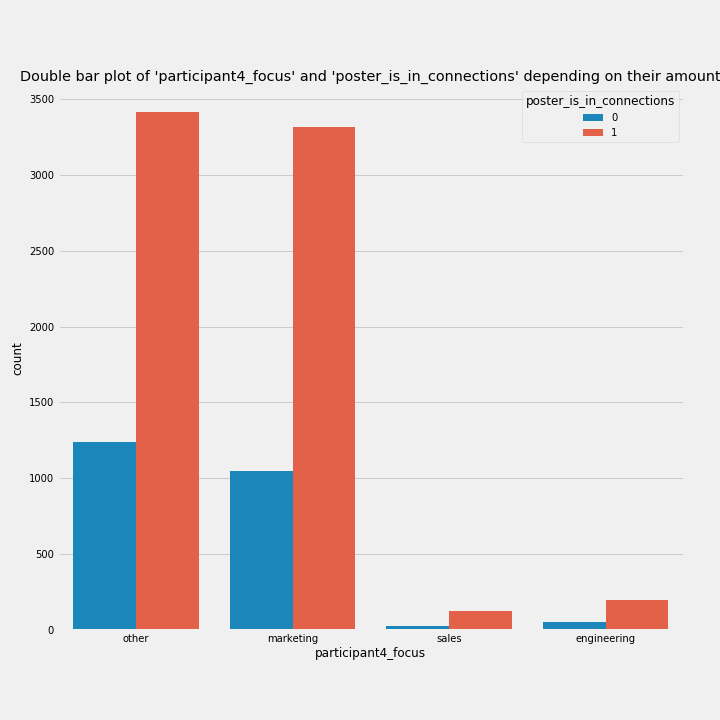 Double bar plot of 'participant4_focus' and 'poster_is_in_connections' depending on their amount
poster_is_in_connections
0
1
3500
3000
2500
2000
1500
1000
500
0
count
other
marketing
sales
engineering
participant4_focus